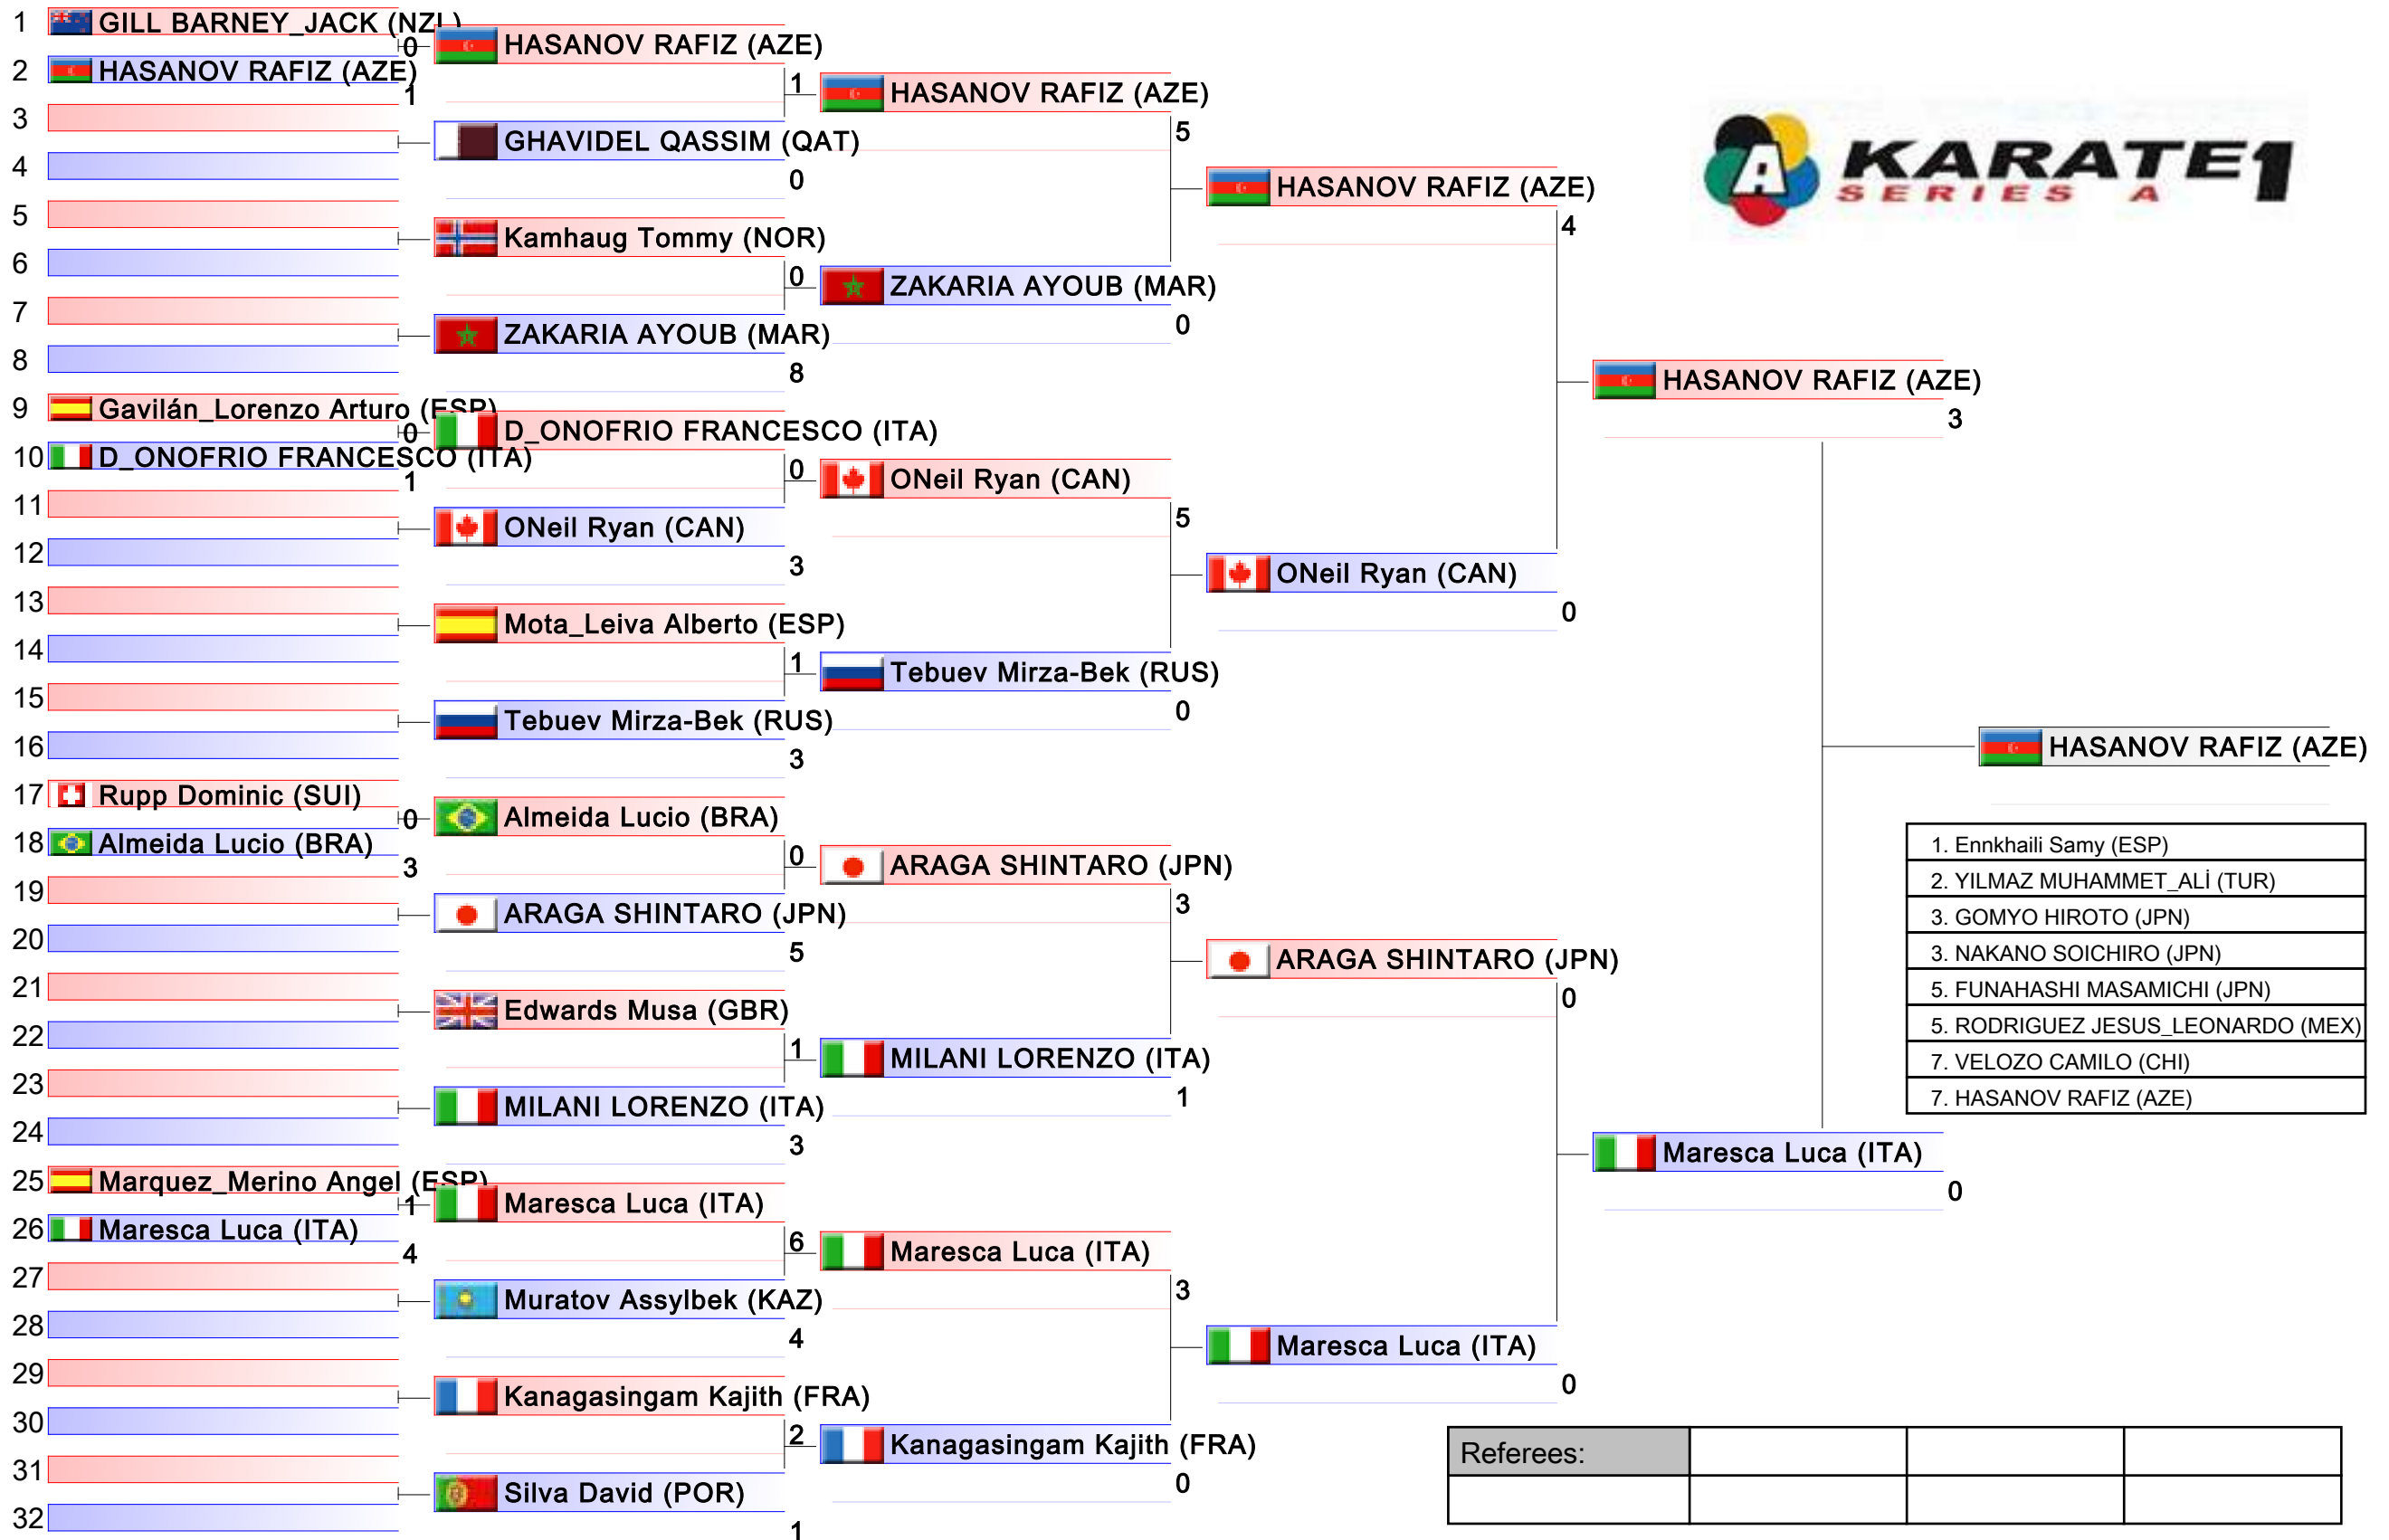 1 GILL BARNEY_JACK (NZL)
0
2 HASANOV RAFIZ (AZE)
1
3
4
5
6
7
8
9 Gavilán_Lorenzo Arturo (ESP)
0
10 D_ONOFRIO FRANCESCO (ITA)
1
11
12
13
14
15
16
17 Rupp Dominic (SUI)
0
18 Almeida Lucio (BRA)
3
19
20
21
22
23
24
25 Marquez_Merino Angel (ESP)
1
26 Maresca Luca (ITA)
4
27
28
29
30
31
32
HASANOV RAFIZ (AZE)
1
GHAVIDEL QASSIM (QAT)
0
Kamhaug Tommy (NOR)
0
ZAKARIA AYOUB (MAR)
8
D_ONOFRIO FRANCESCO (ITA)
0
ONeil Ryan (CAN)
3
Mota_Leiva Alberto (ESP)
1
Tebuev Mirza-Bek (RUS)
3
Almeida Lucio (BRA)
0
ARAGA SHINTARO (JPN)
5
Edwards Musa (GBR)
1
MILANI LORENZO (ITA)
3
Maresca Luca (ITA)
6
Muratov Assylbek (KAZ)
4
Kanagasingam Kajith (FRA)
2
Silva David (POR)
1
HASANOV RAFIZ (AZE)
5
ZAKARIA AYOUB (MAR)
0
ONeil Ryan (CAN)
5
Tebuev Mirza-Bek (RUS)
0
ARAGA SHINTARO (JPN)
3
MILANI LORENZO (ITA)
1
Maresca Luca (ITA)
3
Kanagasingam Kajith (FRA)
0
HASANOV RAFIZ (AZE)
4
ONeil Ryan (CAN)
0
ARAGA SHINTARO (JPN)
0
Maresca Luca (ITA)
0
HASANOV RAFIZ (AZE)
3
Maresca Luca (ITA)
0
HASANOV RAFIZ (AZE)
A KARATE1
SERIES A
1. Ennkhaili Samy (ESP)
2. YILMAZ MUHAMMET_ALİ (TUR)
3. GOMYO HIROTO (JPN)
3. NAKANO SOICHIRO (JPN)
5. FUNAHASHI MASAMICHI (JPN)
5. RODRIGUEZ JESUS_LEONARDO (MEX)
7. VELOZO CAMILO (CHI)
7. HASANOV RAFIZ (AZE)
Referees: